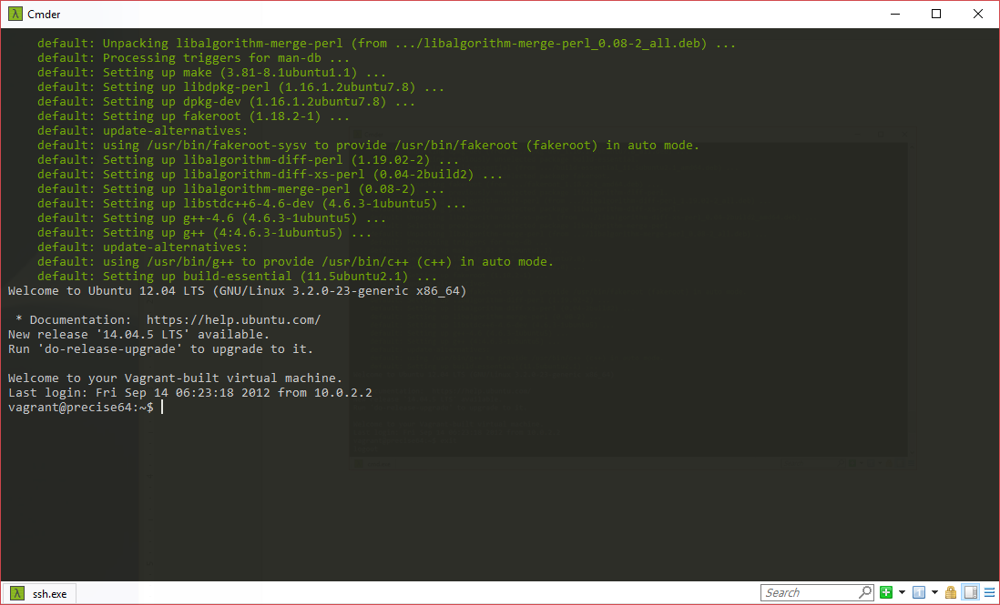 Cmder
default: Unpacking libalgorithm-merge-perl (from .../libalgorithm-merge-perl_0.08-2_all.deb) ...
default: Processing triggers for man-db ...
default: Setting up make (3.81-8.1ubuntu1.1) ...
default: Setting up libdpkg-perl (1.16.1.2ubuntu7.8) ...
default: Setting up dpkg-dev (1.16.1.2ubuntu7.8) ...
default: Setting up fakeroot (1.18.2-1) ...
default: update-alternatives:
default: using /usr/bin/fakeroot-sysv to provide /usr/bin/fakeroot (fakeroot) in auto mode.
default: Setting up libalgorithm-diff-perl (1.19.02-2) ...
default: Setting up libalgorithm-diff-xs-perl (0.04-2build2) ...
default: Setting up libalgorithm-merge-perl (0.08-2) ...
default: Setting up libstdc++6-4.6-dev (4.6.3-1ubuntu5) ...
default: Setting up g++-4.6 (4.6.3-1ubuntu5) ...
default: Setting up g++ (4:4.6.3-1ubuntu5) ...
default: update-alternatives:
default: using /usr/bin/g++ to provide /usr/bin/c++ (c++) in auto mode.
default: Setting up build-essential (11.5ubuntu2.1) ...
Welcome to Ubuntu 12.04 LTS (GNU/Linux 3.2.0-23-generic x86_64)
* Documentation:  https://help.ubuntu.com/
New release '14.04.5 LTS' available.
Run 'do-release-upgrade' to upgrade to it.
Welcome to your Vagrant-built virtual machine.
Last login: Fri Sep 14 06:23:18 2012 from 10.0.2.2
vagrant@precise64:~$
λ ssh.exe
Search